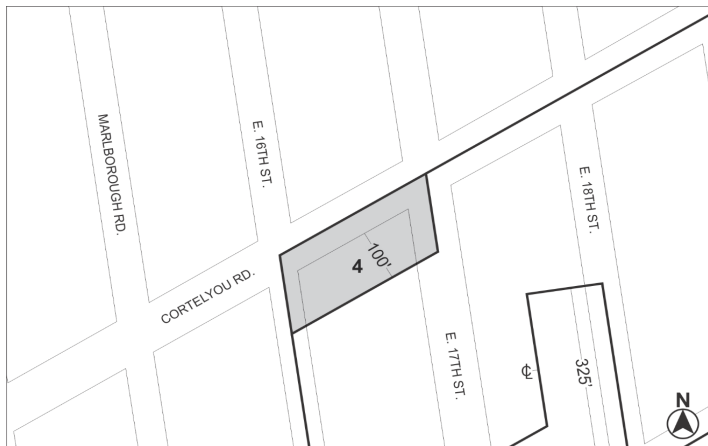 MARLBOROUGH RD.
E. 16TH ST.
CORTELYOU RD.
4
100'
E. 17TH ST.
E. 18TH ST.
325'
N